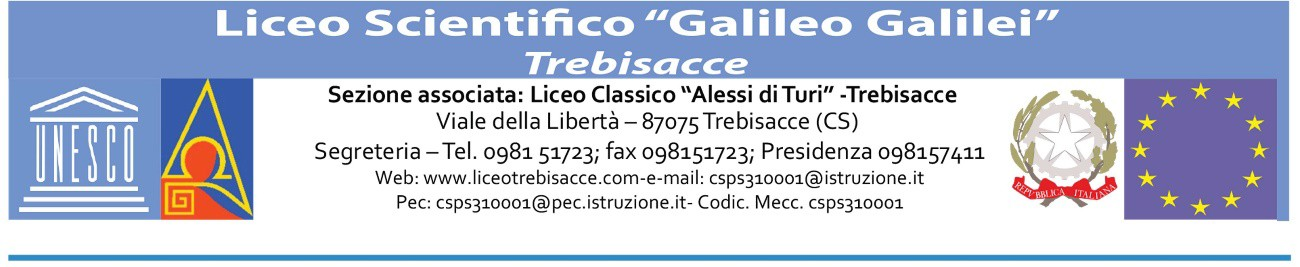 Liceo Scientifico “Galileo Galilei”
Trebisacce
Sezione associata: Liceo Classico “Alessi di Turi” -Trebisacce
Viale della Libertà – 87075 Trebisacce (CS)
Segreteria – Tel. 0981 51723; fax 098151723; Presidenza 098157411
Web: www.liceotrebisacce.com-e-mail: csps310001@istruzione.it
Pec: csps310001@pec.istruzione.it- Codic. Mecc. csps310001
UNESCO
REPVBBLICA ITALIANA